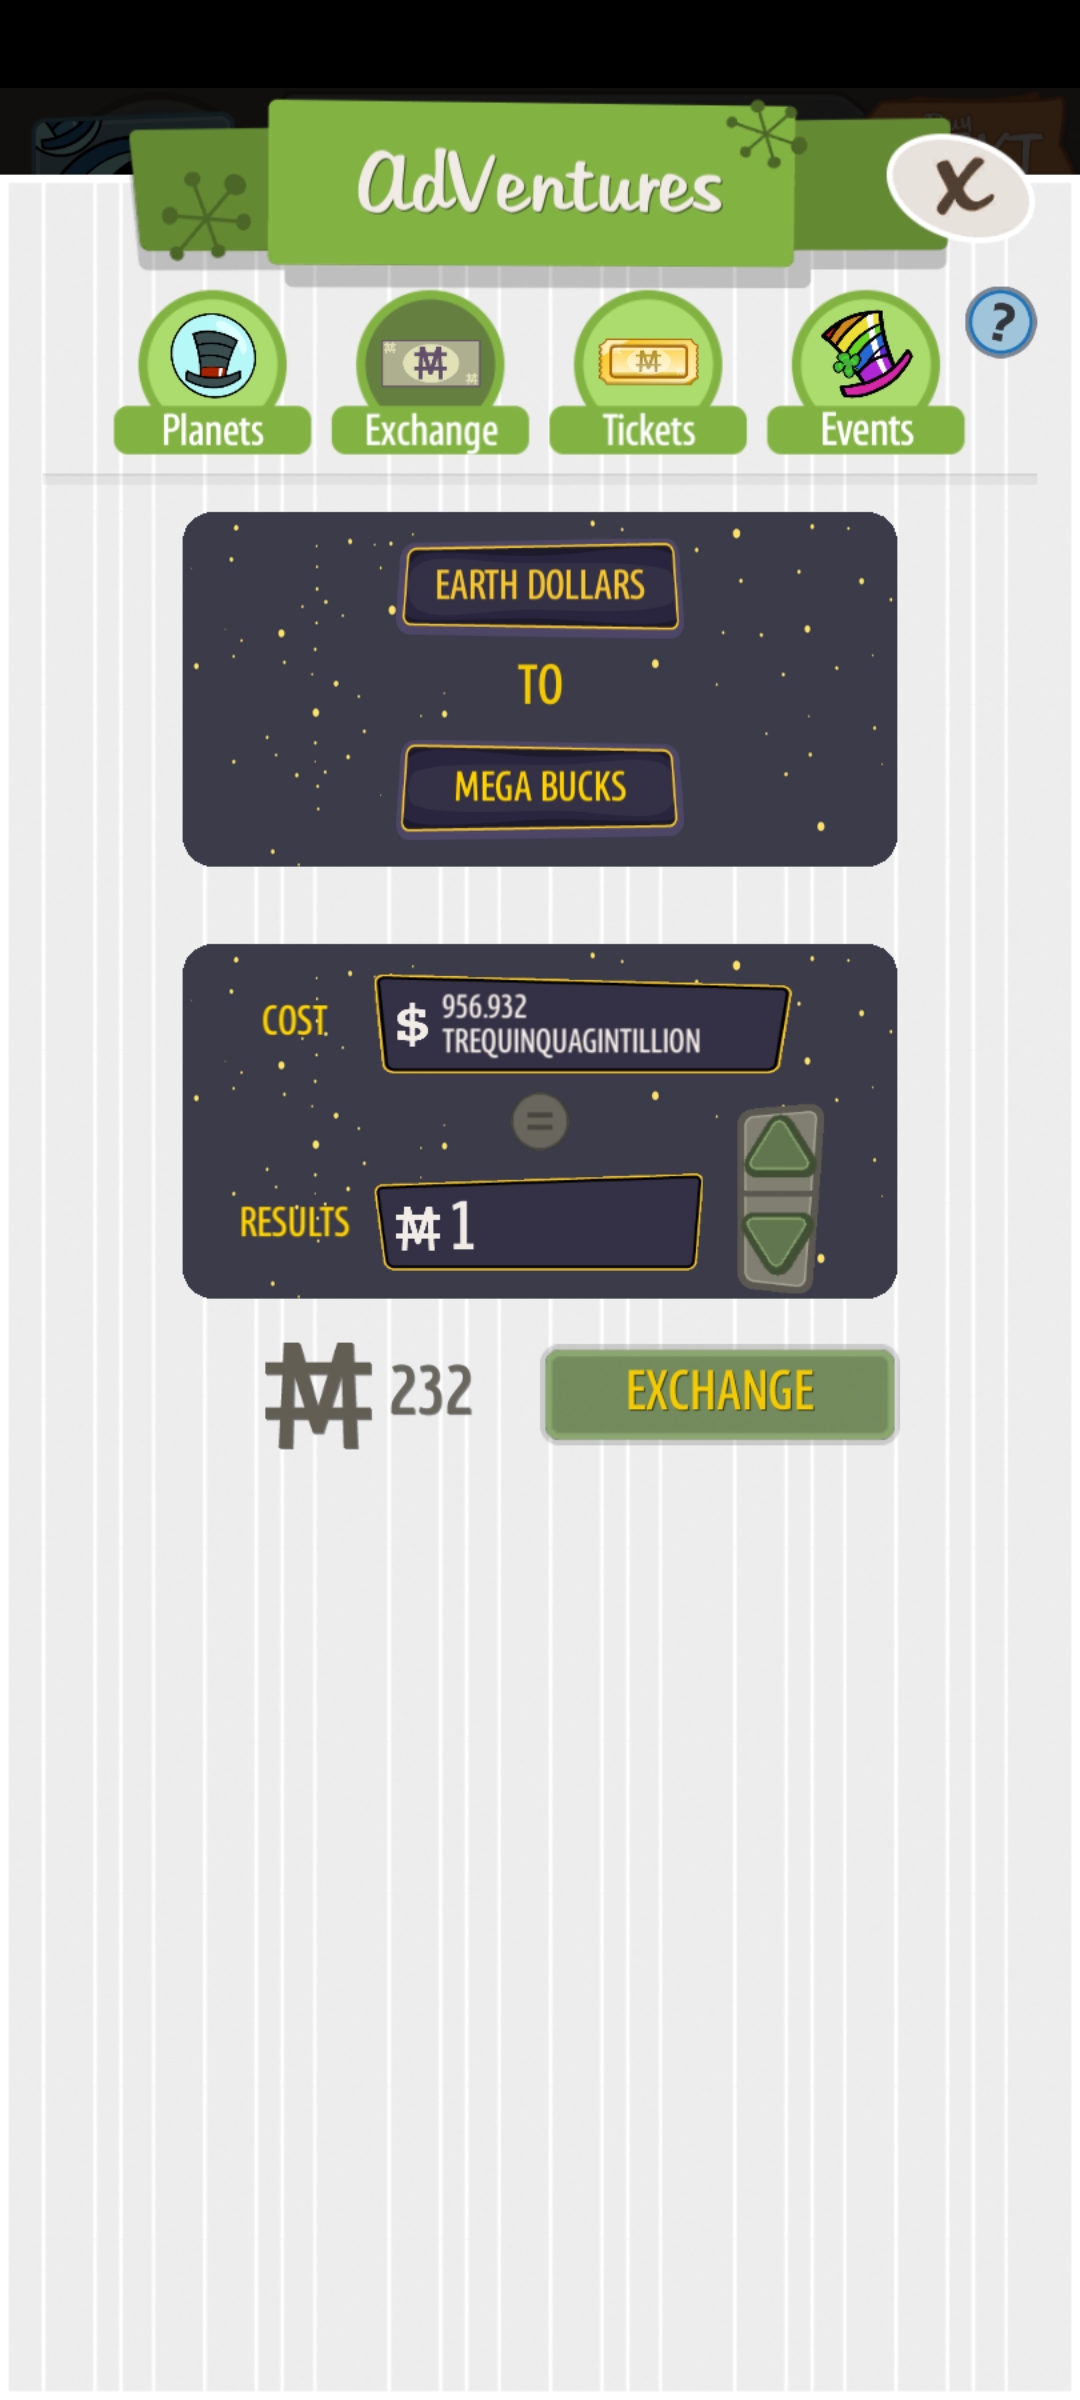 AdVentures
X
?
Planets
Exchange
Tickets
Events
EARTH DOLLARS
TO
MEGA BUCKS
COST
$ 956.932
TREQUINQUAGINTILLION
=
RESULTS
1
232
EXCHANGE